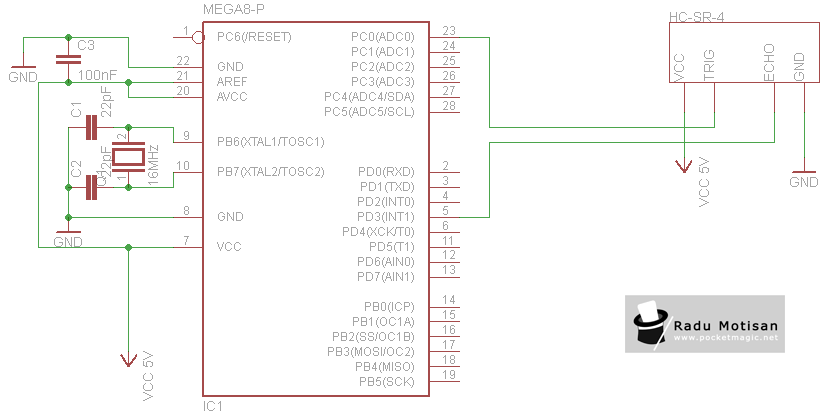 MEGA8-P
HC-SR-4
1
PC6(/RESET)
PC0(ADC0)
23
PC1(ADC1)
24
C3
GND
22
GND
PC2(ADC2)
25
100nF
21
AREF
PC3(ADC3)
26
20
AVCC
PC4(ADC4/SDA)
27
PC5(ADC5/SCL)
28
VCC
TRIG
ECHO
GND
C1
22pF
2
9
PB6(XTAL1/TOSC1)
C2
22pF
Q1
1
16MHz
10
PB7(XTAL2/TOSC2)
PD0(RXD)
2
PD1(TXD)
3
PD2(INT0)
4
8
GND
PD3(INT1)
5
GND
PD4(XCK/T0)
6
7
VCC
PD5(T1)
11
PD6(AIN0)
12
PD7(AIN1)
13
VCC 5V
GND
PB0(ICP)
14
PB1(OC1A)
15
PB2(SS/OC1B)
16
PB3(MOSI/OC2)
17
PB4(MISO)
18
PB5(SCK)
19
VCC 5V
IC1
Radu Motisan
www.pocketmagic.net